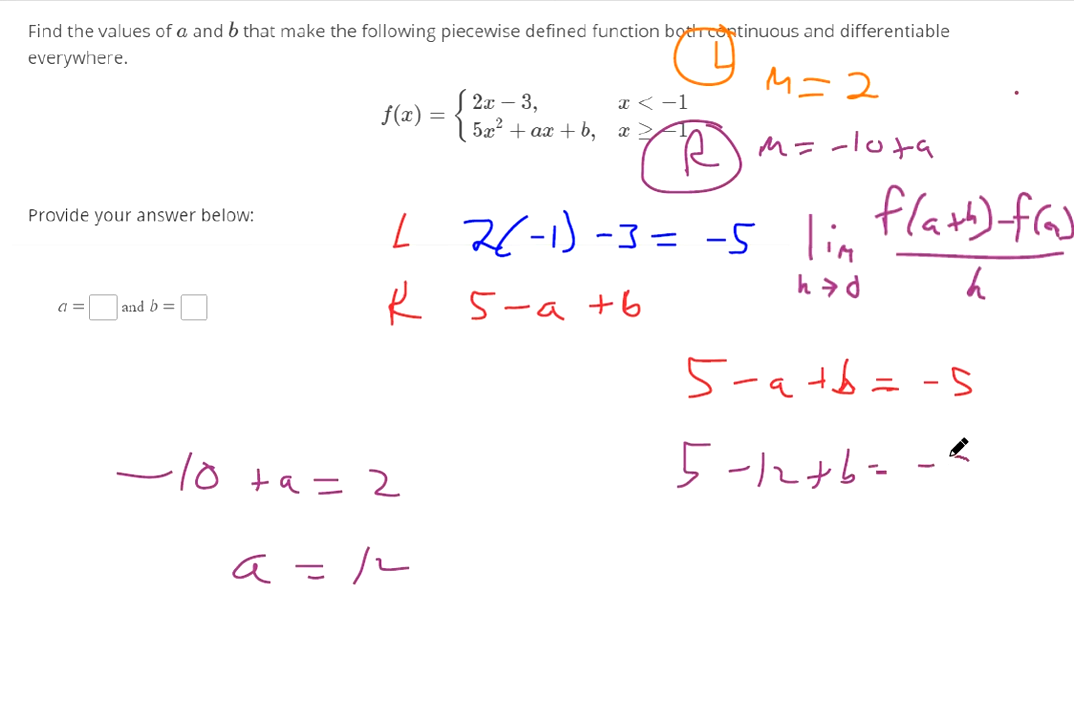 Find the values of a and b that make the following piecewise defined function both continuous and differentiable
everywhere.
L M = 2
f(x) = { 2x − 3, x < −1
5x² + ax + b, x ≥ −1
R M = -10+a
Provide your answer below:
L 2(-1) -3 = -5
lim h→0 f(a+h)-f(a) / h
R 5-a+b
a = and b =
5-a+b = -5
-10 +a = 2
5 -12+b = -
a = 12